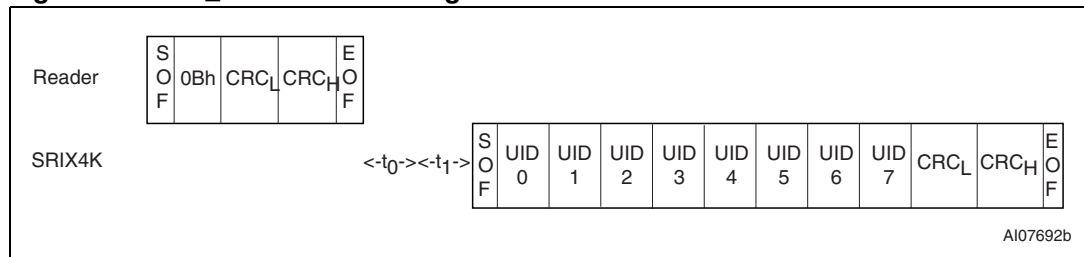 Reader
S O F 0Bh CRCL CRCH E O F
SRIX4K
<-t0-><-t1->
S O F UID 0 UID 1 UID 2 UID 3 UID 4 UID 5 UID 6 UID 7 CRCL CRCH E O F
AI07692b